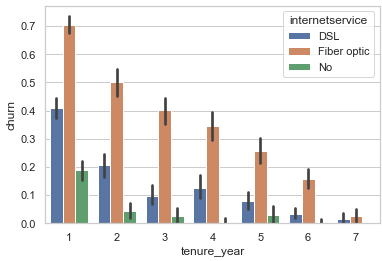 internetservice
DSL
Fiber optic
No
0.7
0.6
0.5
0.4
0.3
0.2
0.1
0.0
churn
1 2 3 4 5 6 7
tenure_year